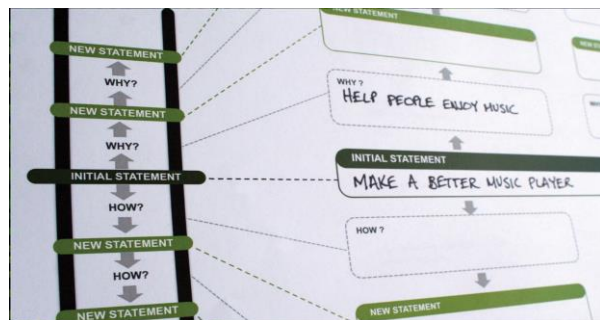 NEW STATEMENT
WHY?
NEW STATEMENT
WHY?
INITIAL STATEMENT
HOW?
NEW STATEMENT
HOW?
NEW STATEMENT
NEW STATEMENT
WHY?
HELP PEOPLE ENJOY MUSIC
INITIAL STATEMENT
MAKE A BETTER MUSIC PLAYER
HOW?
NEW STATEMENT